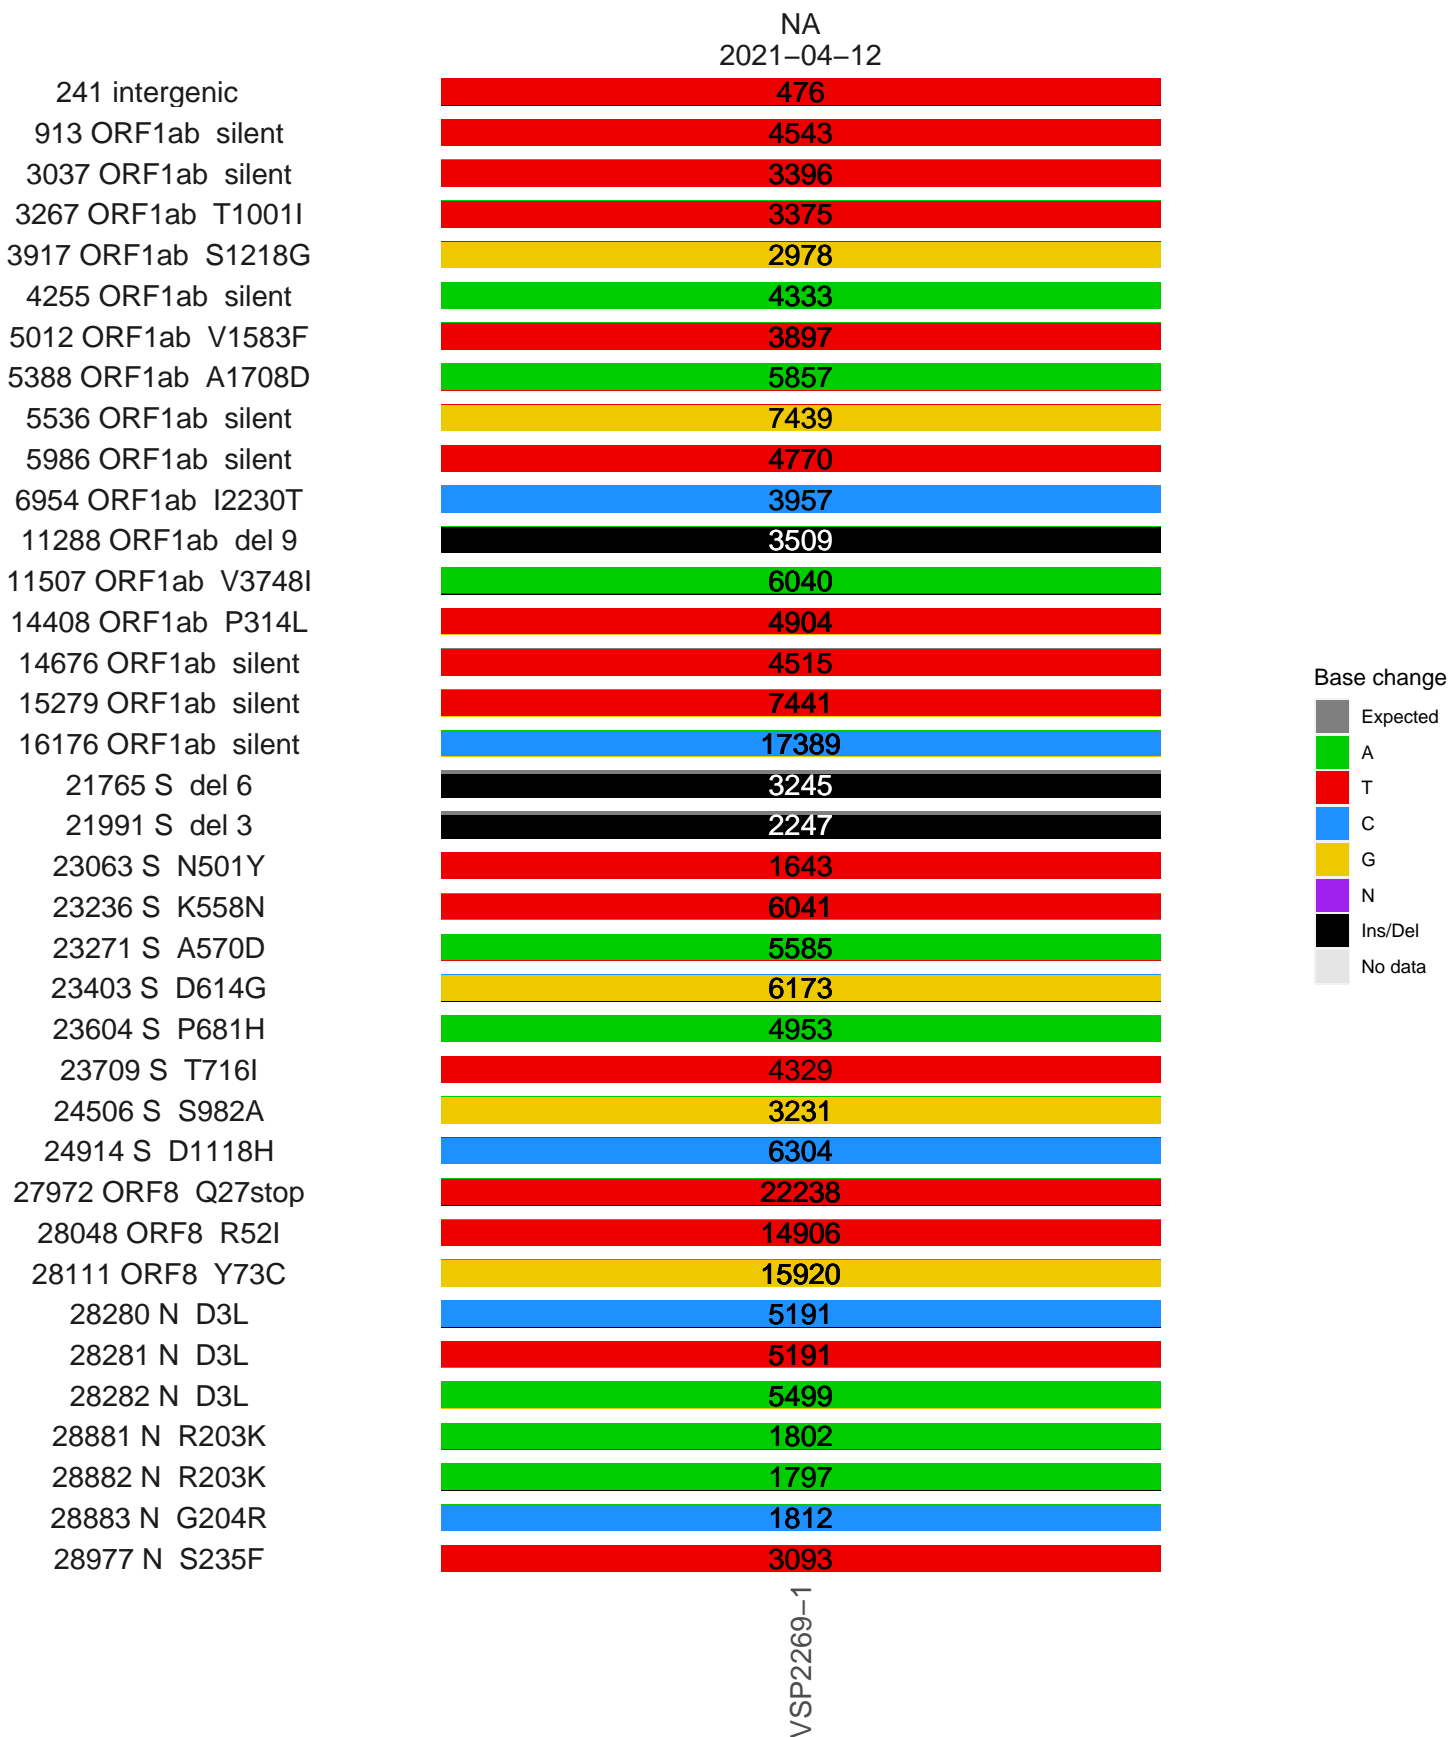 NA
2021−04−12
241 intergenic 476
913 ORF1ab silent 4543
3037 ORF1ab silent 3396
3267 ORF1ab T1001I 3375
3917 ORF1ab S1218G 2978
4255 ORF1ab silent 4333
5012 ORF1ab V1583F 3897
5388 ORF1ab A1708D 5857
5536 ORF1ab silent 7439
5986 ORF1ab silent 4770
6954 ORF1ab I2230T 3957
11288 ORF1ab del 9 3509
11507 ORF1ab V3748I 6040
14408 ORF1ab P314L 4904
14676 ORF1ab silent 4515
15279 ORF1ab silent 7441
16176 ORF1ab silent 17389
21765 S del 6 3245
21991 S del 3 2247
23063 S N501Y 1643
23236 S K558N 6041
23271 S A570D 5585
23403 S D614G 6173
23604 S P681H 4953
23709 S T716I 4329
24506 S S982A 3231
24914 S D1118H 6304
27972 ORF8 Q27stop 22238
28048 ORF8 R52I 14906
28111 ORF8 Y73C 15920
28280 N D3L 5191
28281 N D3L 5191
28282 N D3L 5499
28881 N R203K 1802
28882 N R203K 1797
28883 N G204R 1812
28977 N S235F 3093
VSP2269−1
Base change
Expected
A
T
C
G
N
Ins/Del
No data